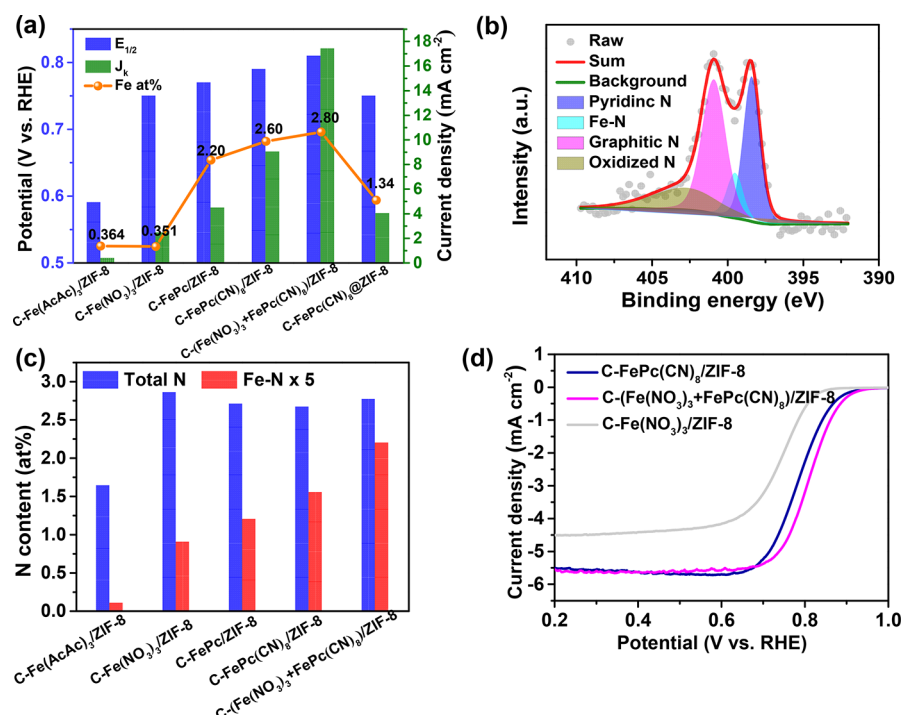 (a)
E1/2
Jk
Fe at%
Potential (V vs. RHE)
0.8
0.7
0.6
0.5
18
16
14
12
10
8
6
4
2
0
Current density (mA cm-2)
0.364
0.351
2.20
2.60
2.80
1.34
C-Fe(AcAc)3/ZIF-8
C-Fe(NO3)3/ZIF-8
C-FePc/ZIF-8
C-FePc(CN)8/ZIF-8
C-(Fe(NO3)3+FePc(CN)8)/ZIF-8
C-FePc(CN)8@ZIF-8
(b)
Raw
Sum
Background
Pyridinc N
Fe-N
Graphitic N
Oxidized N
Intensity (a.u.)
410 405 400 395 390
Binding energy (eV)
(c)
Total N
Fe-N x 5
N content (at%)
3.0
2.5
2.0
1.5
1.0
0.5
0.0
C-Fe(AcAc)3/ZIF-8
C-Fe(NO3)3/ZIF-8
C-FePc/ZIF-8
C-FePc(CN)8/ZIF-8
C-(Fe(NO3)3+FePc(CN)8)/ZIF-8
(d)
C-FePc(CN)8/ZIF-8
C-(Fe(NO3)3+FePc(CN)8)/ZIF-8
C-Fe(NO3)3/ZIF-8
Current density (mA cm-2)
1
0
-1
-2
-3
-4
-5
-6
0.2 0.4 0.6 0.8 1.0
Potential (V vs. RHE)